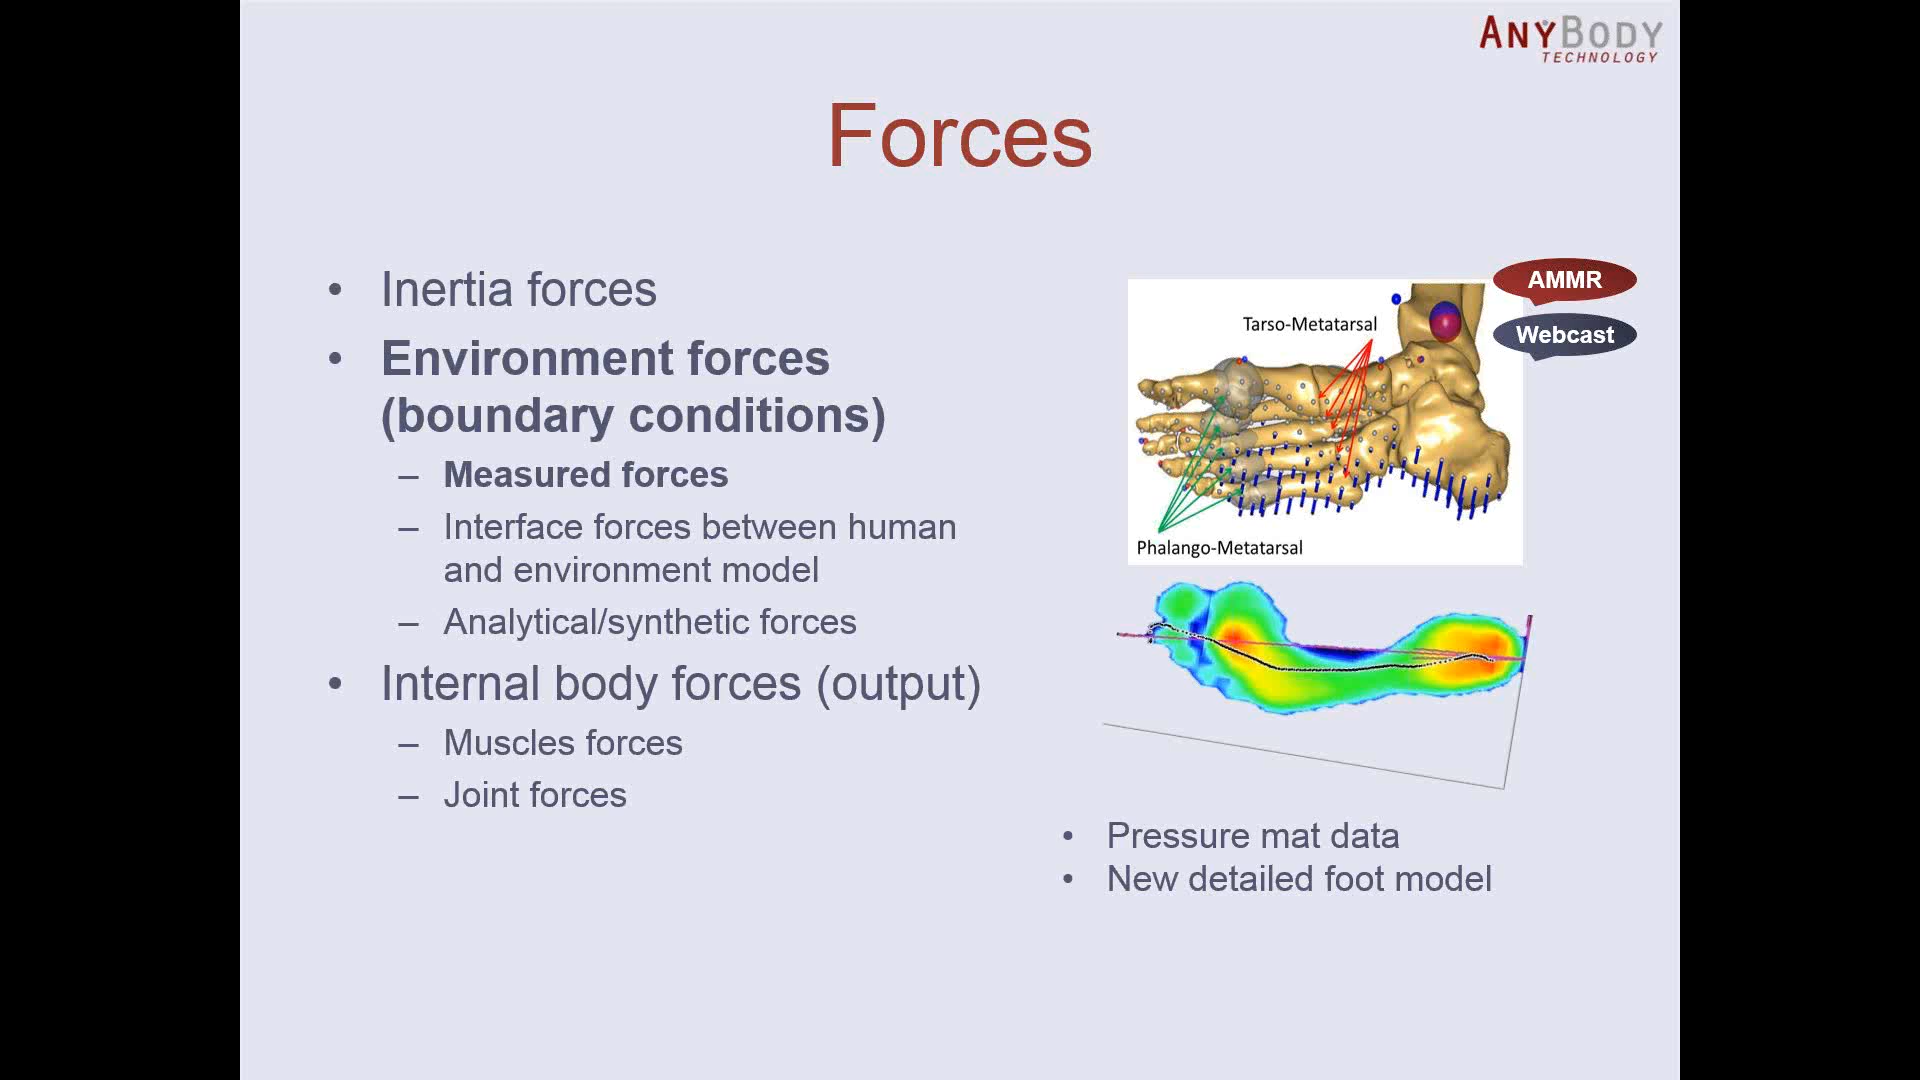 ANYBODY
TECHNOLOGY
Forces
• Inertia forces
• Environment forces
(boundary conditions)
– Measured forces
– Interface forces between human
and environment model
– Analytical/synthetic forces
• Internal body forces (output)
– Muscles forces
– Joint forces
AMMR
Webcast
Tarso-Metatarsal
Phalango-Metatarsal
• Pressure mat data
• New detailed foot model